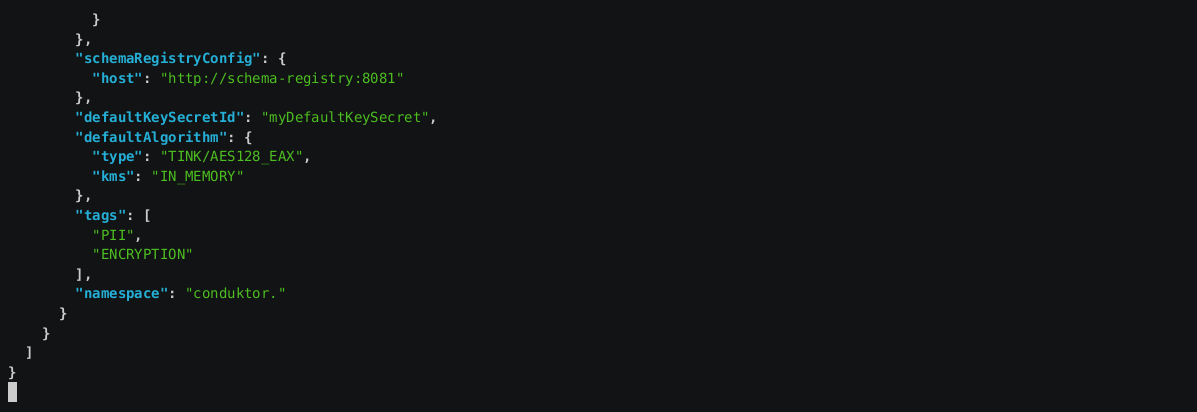 }
        },
        "schemaRegistryConfig": {
          "host": "http://schema-registry:8081"
        },
        "defaultKeySecretId": "myDefaultKeySecret",
        "defaultAlgorithm": {
          "type": "TINK/AES128_EAX",
          "kms": "IN_MEMORY"
        },
        "tags": [
          "PII",
          "ENCRYPTION"
        ],
        "namespace": "conduktor."
      }
    }
  ]
}